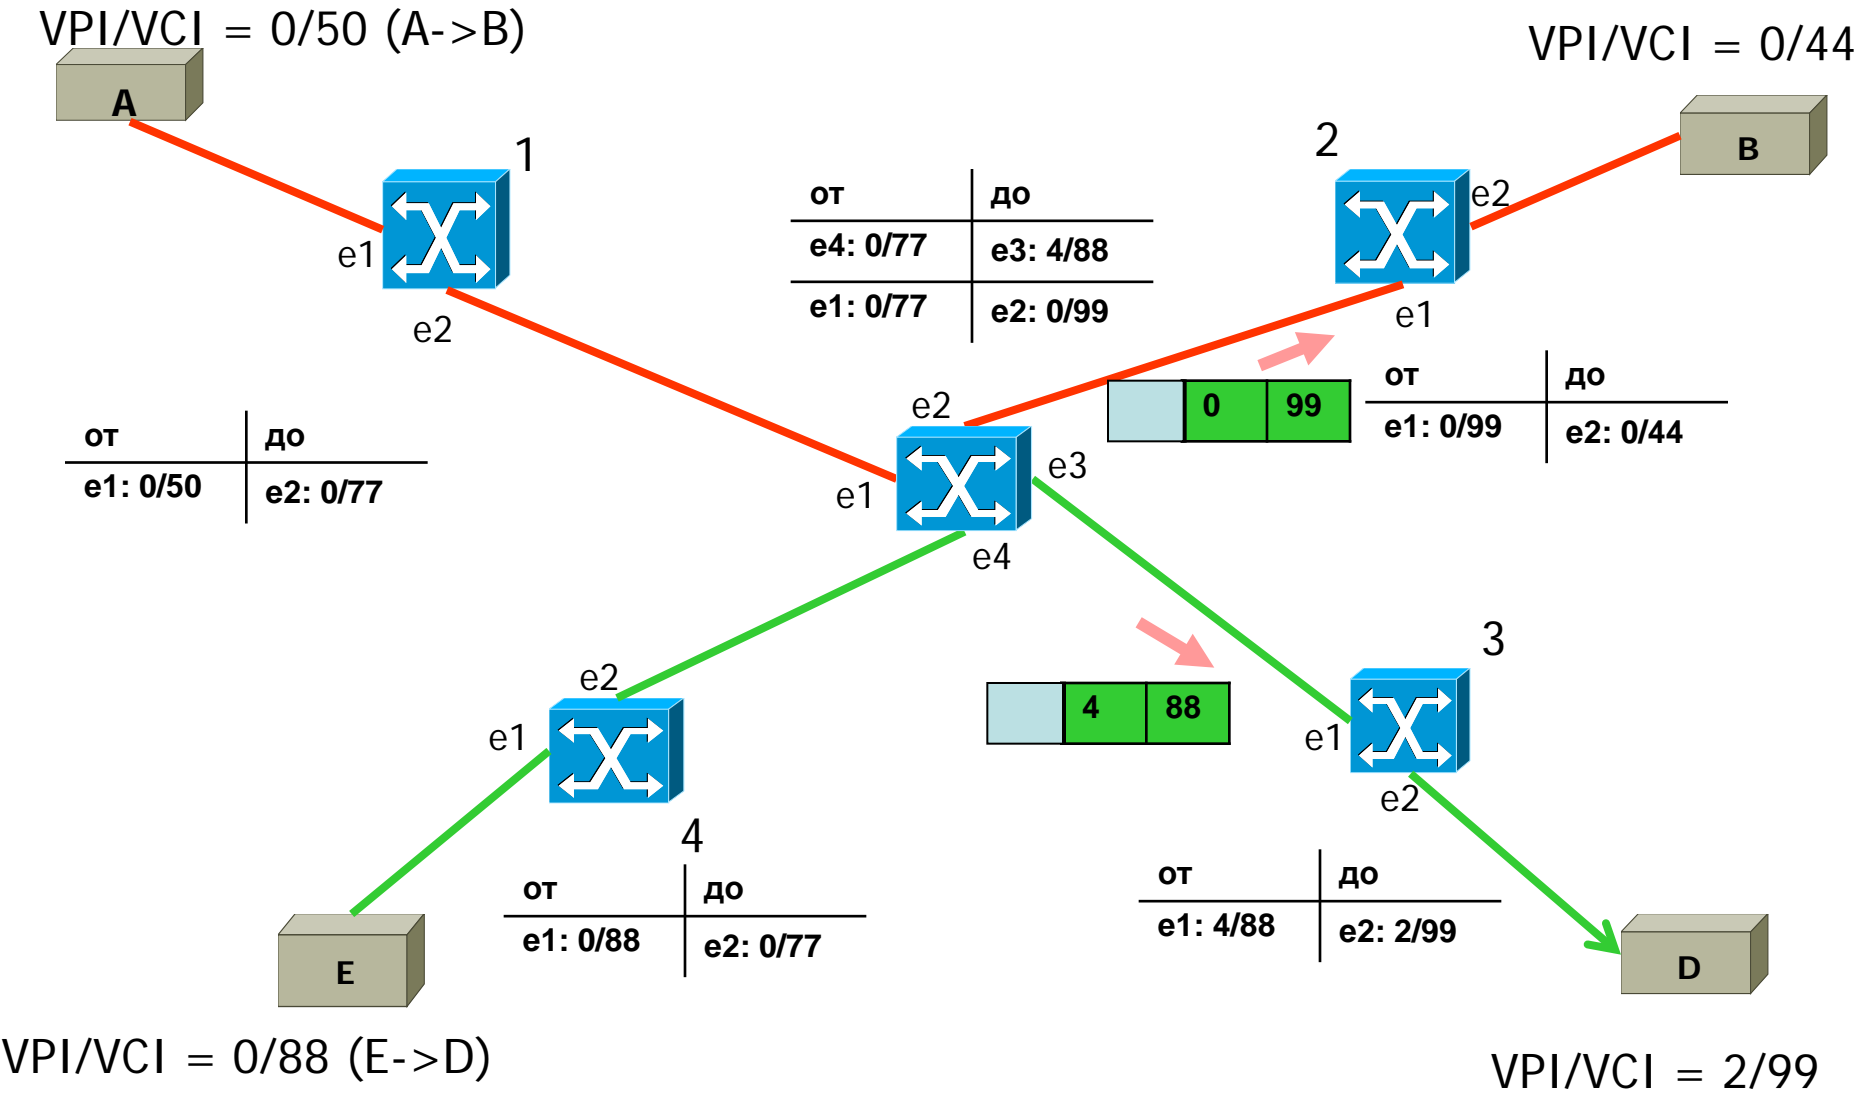 VPI/VCI = 0/50 (A->B)
VPI/VCI = 0/44
A
B
1
2
e1
e2
e2
e1
от до
e4: 0/77 e3: 4/88
e1: 0/77 e2: 0/99
0 99
от до
e1: 0/99 e2: 0/44
от до
e1: 0/50 e2: 0/77
e2
e3
e1
e4
3
4 88
e2
e1
e1
e2
4
от до
e1: 0/88 e2: 0/77
от до
e1: 4/88 e2: 2/99
E
D
VPI/VCI = 0/88 (E->D)
VPI/VCI = 2/99